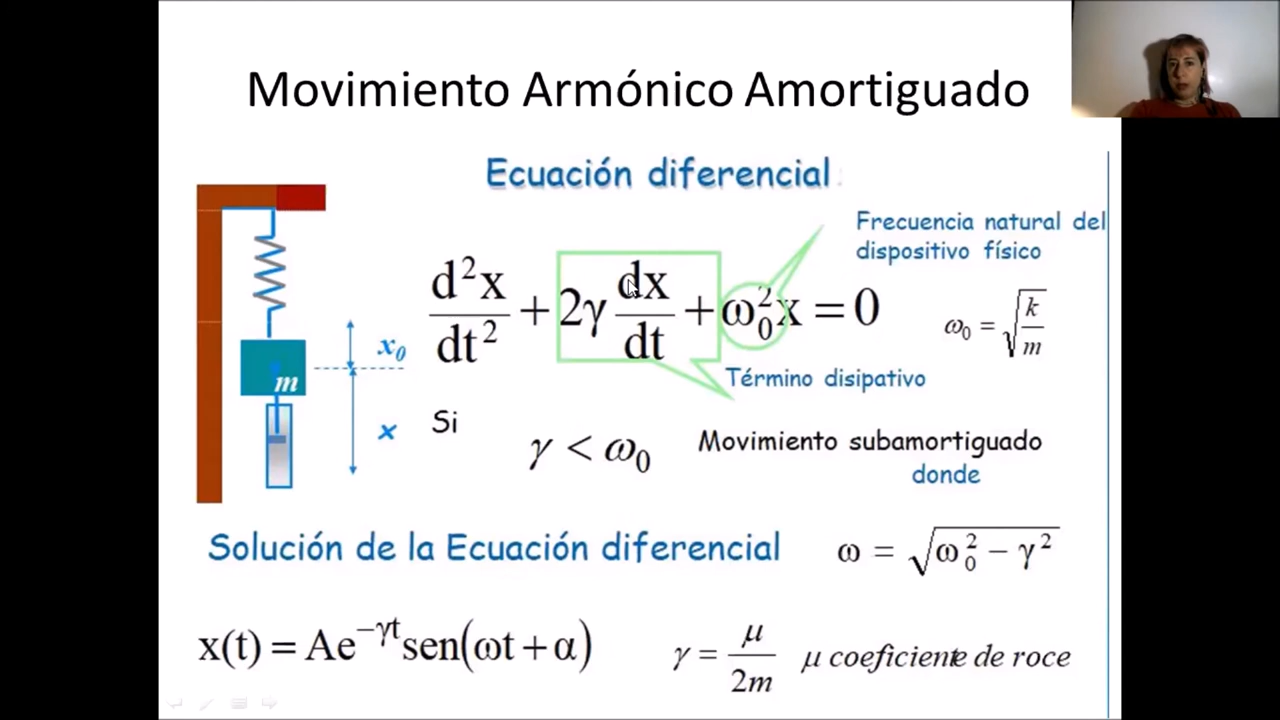 Movimiento Armónico Amortiguado
Ecuación diferencial
Frecuencia natural del
dispositivo físico
d²x/dt² + 2γ dx/dt + ω₀²x = 0
ω₀ = √(k/m)
x₀
m
Término disipativo
x
Si
γ < ω₀
Movimiento subamortiguado
donde
Solución de la Ecuación diferencial
ω = √(ω₀² − γ²)
x(t) = Ae^(−γt) sen(ωt + α)
γ = μ/2m
μ coeficiente de roce